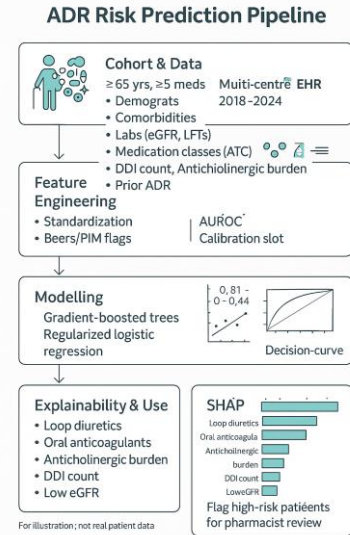 ADR Risk Prediction Pipeline
Cohort & Data
≥ 65 yrs, ≥5 meds
Muiti-centre EHR
2018-2024
• Demograts
• Comorbidities
• Labs (eGFR, LFTs)
• Medication classes (ATC)
• DDI count, Antichiolinergic burden
• Prior ADR
Feature
Engineering
• Standardization
• Beers/PIM flags
AUROC
Calibration slot
Modelling
Gradient-boosted trees
Regularized logistic
regression
0,81 -
0-0,44
Decision-curve
Explainability & Use
• Loop diuretics
• Oral anticoagulants
• Anticholinergic burden
• DDI count
• Low eGFR
SHAP
Loop diuretics
Oral anticoagula
Antichoilnergic
burden
DDI count
LoweGFR
Flag high-risk patiénts
for pharmacist review
For illustration; not real patient data